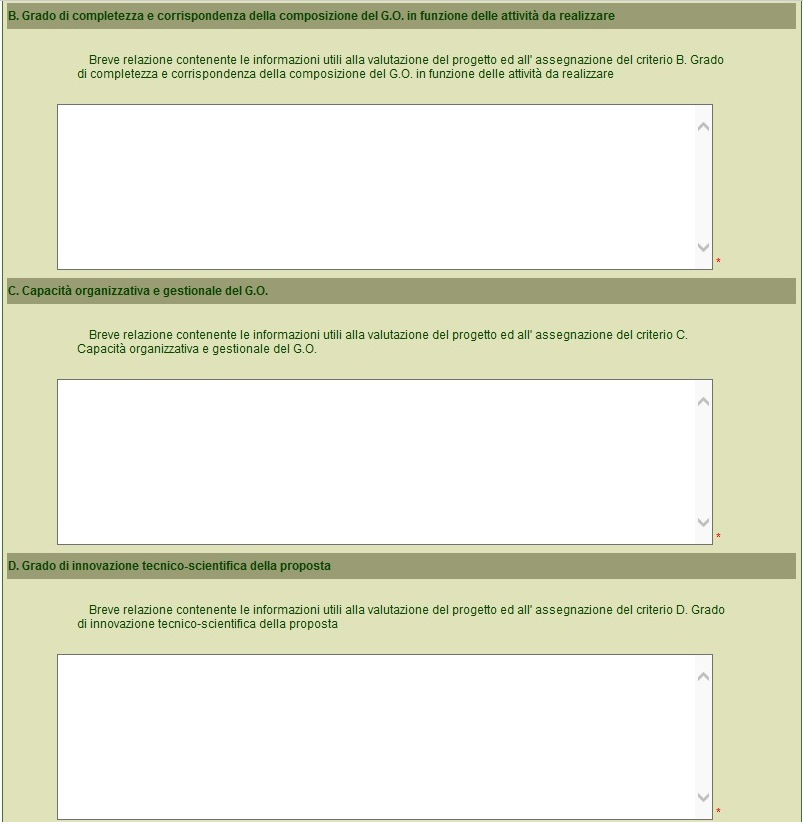 B. Grado di completezza e corrispondenza della composizione del G.O. in funzione delle attività da realizzare
Breve relazione contenente le informazioni utili alla valutazione del progetto ed all' assegnazione del criterio B. Grado
di completezza e corrispondenza della composizione del G.O. in funzione delle attività da realizzare
*
C. Capacità organizzativa e gestionale del G.O.
Breve relazione contenente le informazioni utili alla valutazione del progetto ed all' assegnazione del criterio C.
Capacità organizzativa e gestionale del G.O.
*
D. Grado di innovazione tecnico-scientifica della proposta
Breve relazione contenente le informazioni utili alla valutazione del progetto ed all' assegnazione del criterio D. Grado
di innovazione tecnico-scientifica della proposta
*